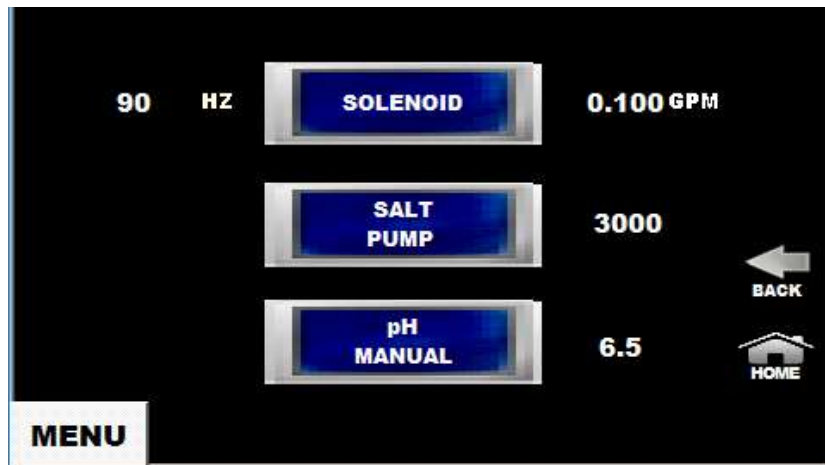 90 HZ SOLENOID 0.100 GPM
SALT
PUMP
3000
BACK
pH
MANUAL
6.5
HOME
MENU